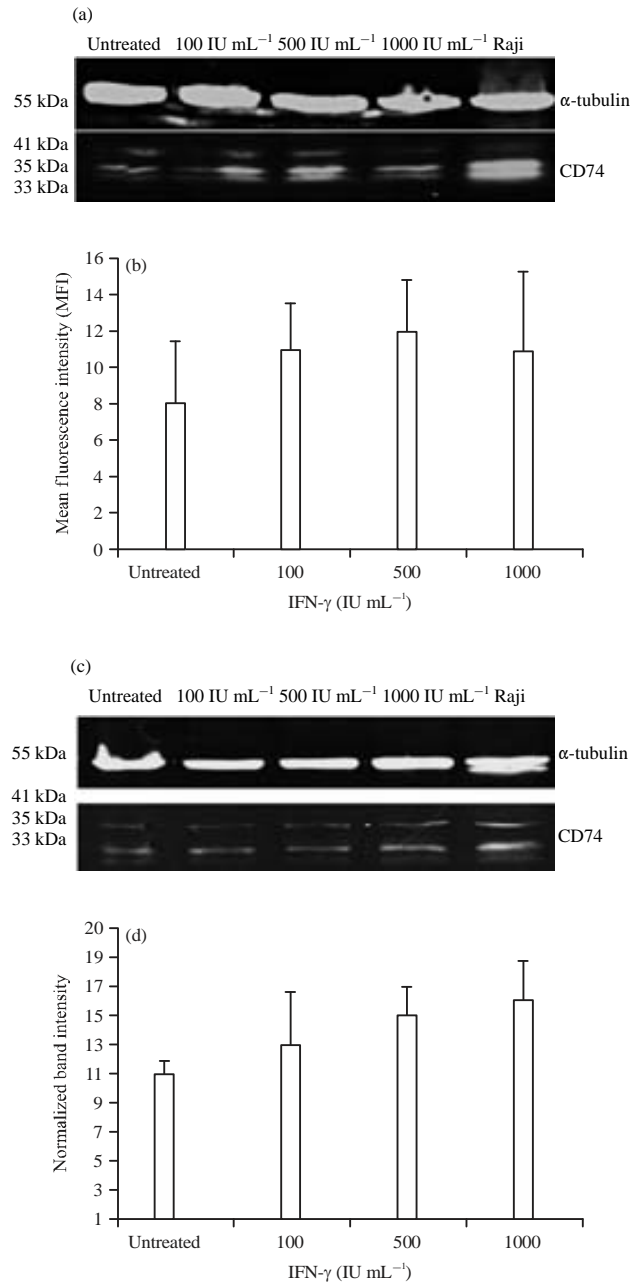 (a)
Untreated 100 IU mL⁻¹ 500 IU mL⁻¹ 1000 IU mL⁻¹ Raji
55 kDa
α-tubulin
41 kDa
35 kDa
33 kDa
CD74
(b)
Mean fluorescence intensity (MFI)
16
14
12
10
8
6
4
2
0
Untreated 100 500 1000
IFN-γ (IU mL⁻¹)
(c)
Untreated 100 IU mL⁻¹ 500 IU mL⁻¹ 1000 IU mL⁻¹ Raji
55 kDa
α-tubulin
41 kDa
35 kDa
33 kDa
CD74
(d)
Normalized band intensity
20
19
17
15
13
11
9
7
5
3
1
Untreated 100 500 1000
IFN-γ (IU mL⁻¹)